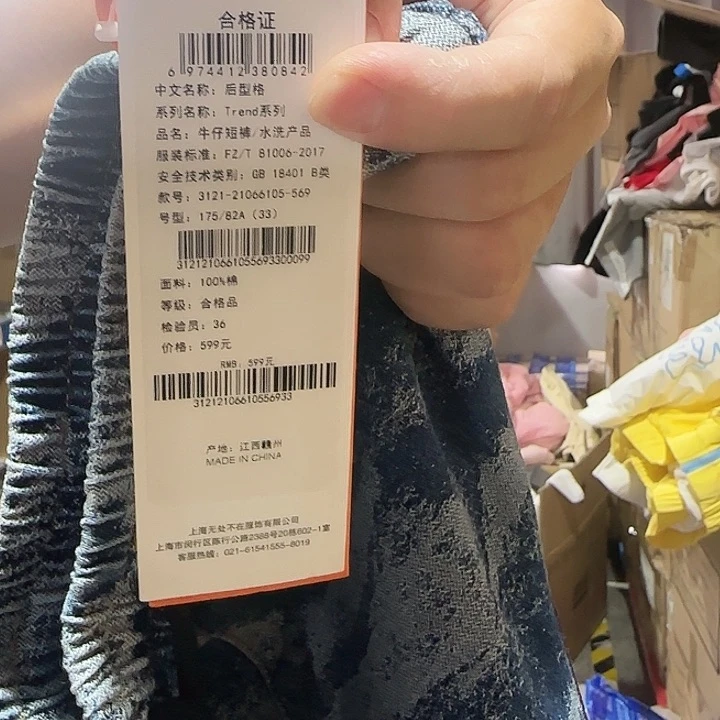 合格证
6 974412 380842
中文名称：后型格
系列名称：Trend系列
品名：牛仔短裤/水洗产品
服装标准：FZ/T 81006-2017
安全技术类别：GB 18401 B类
款号：3121-21066105-569
号型：175/82A（33）
3121210661055693300099
面料：100%棉
等级：合格品
检验员：36
价格：599元
RMB：599元
31212106610556933
产地：江西赣州
MADE IN CHINA
上海无处不在服饰有限公司
上海市闵行区陈行公路2388号20栋802-1室
客服热线：021-61541555-8019